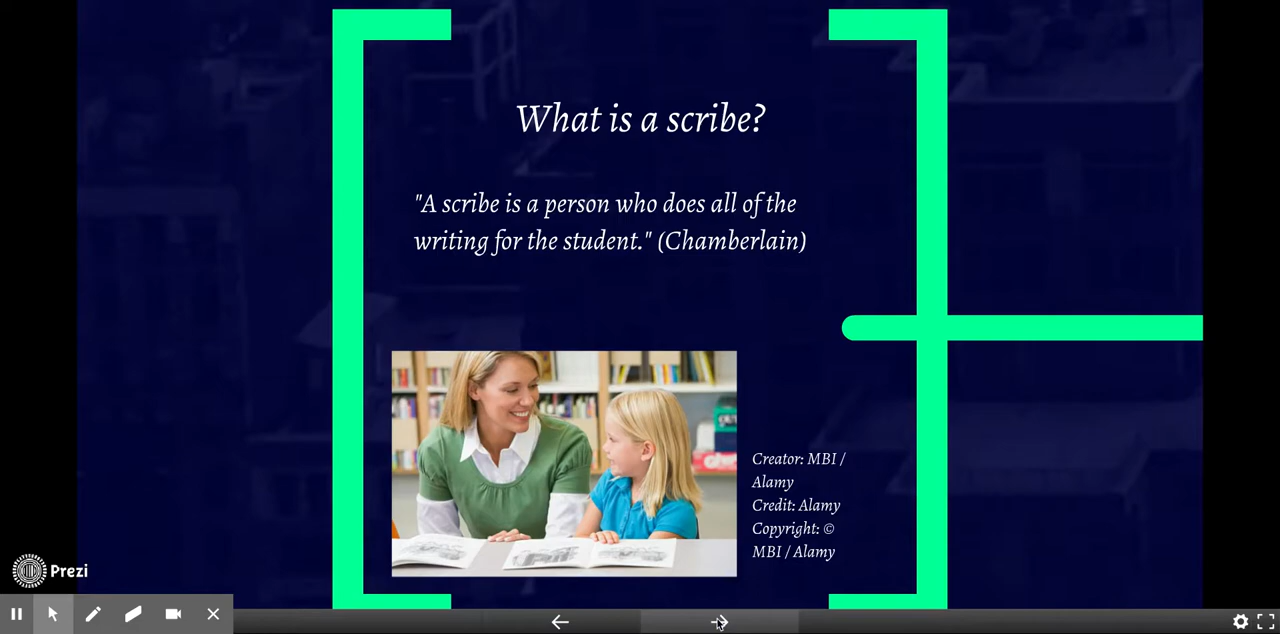 What is a scribe?
"A scribe is a person who does all of the
writing for the student." (Chamberlain)
Creator: MBI /
Alamy
Credit: Alamy
Copyright: ©
MBI / Alamy
Prezi